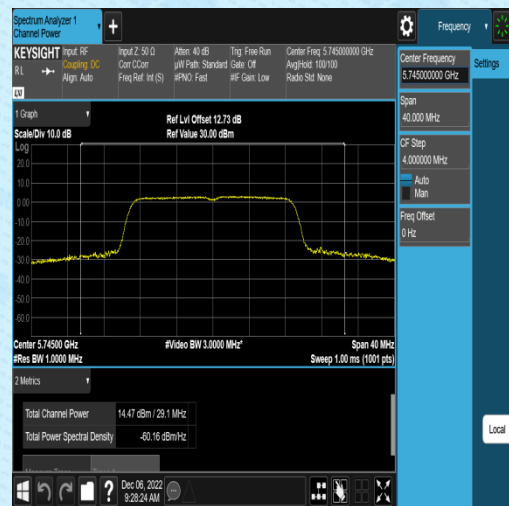 Spectrum Analyzer 1
Channel Power
Frequency
KEYSIGHT Input: RF
R L
Coupling: DC
Align: Auto
Input Z: 50 Ω
Corr CCorr
Freq Ref: Int (S)
Atten: 40 dB
µW Path: Standard
#PNO: Fast
Trig: Free Run
Gate: Off
#IF Gain: Low
Center Freq: 5.745000000 GHz
Avg|Hold: 100/100
Radio Std: None
LXI
Center Frequency
5.745000000 GHz
Settings
Span
40.000 MHz
CF Step
4.000000 MHz
Auto
Man
Freq Offset
0 Hz
1 Graph
Scale/Div 10.0 dB
Ref Lvl Offset 12.73 dB
Ref Value 30.00 dBm
Log
20.0
10.0
0.00
-10.0
-20.0
-30.0
-40.0
-50.0
-60.0
Center 5.74500 GHz
#Res BW 1.0000 MHz
#Video BW 3.0000 MHz*
Span 40 MHz
Sweep 1.00 ms (1001 pts)
2 Metrics
Total Channel Power 14.47 dBm / 29.1 MHz
Total Power Spectral Density -60.16 dBm/Hz
Local
Dec 06, 2022
9:28:24 AM